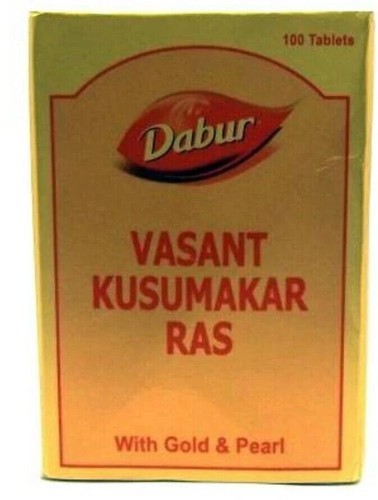 100 Tablets
Dabur
VASANT
KUSUMAKAR
RAS
With Gold & Pearl